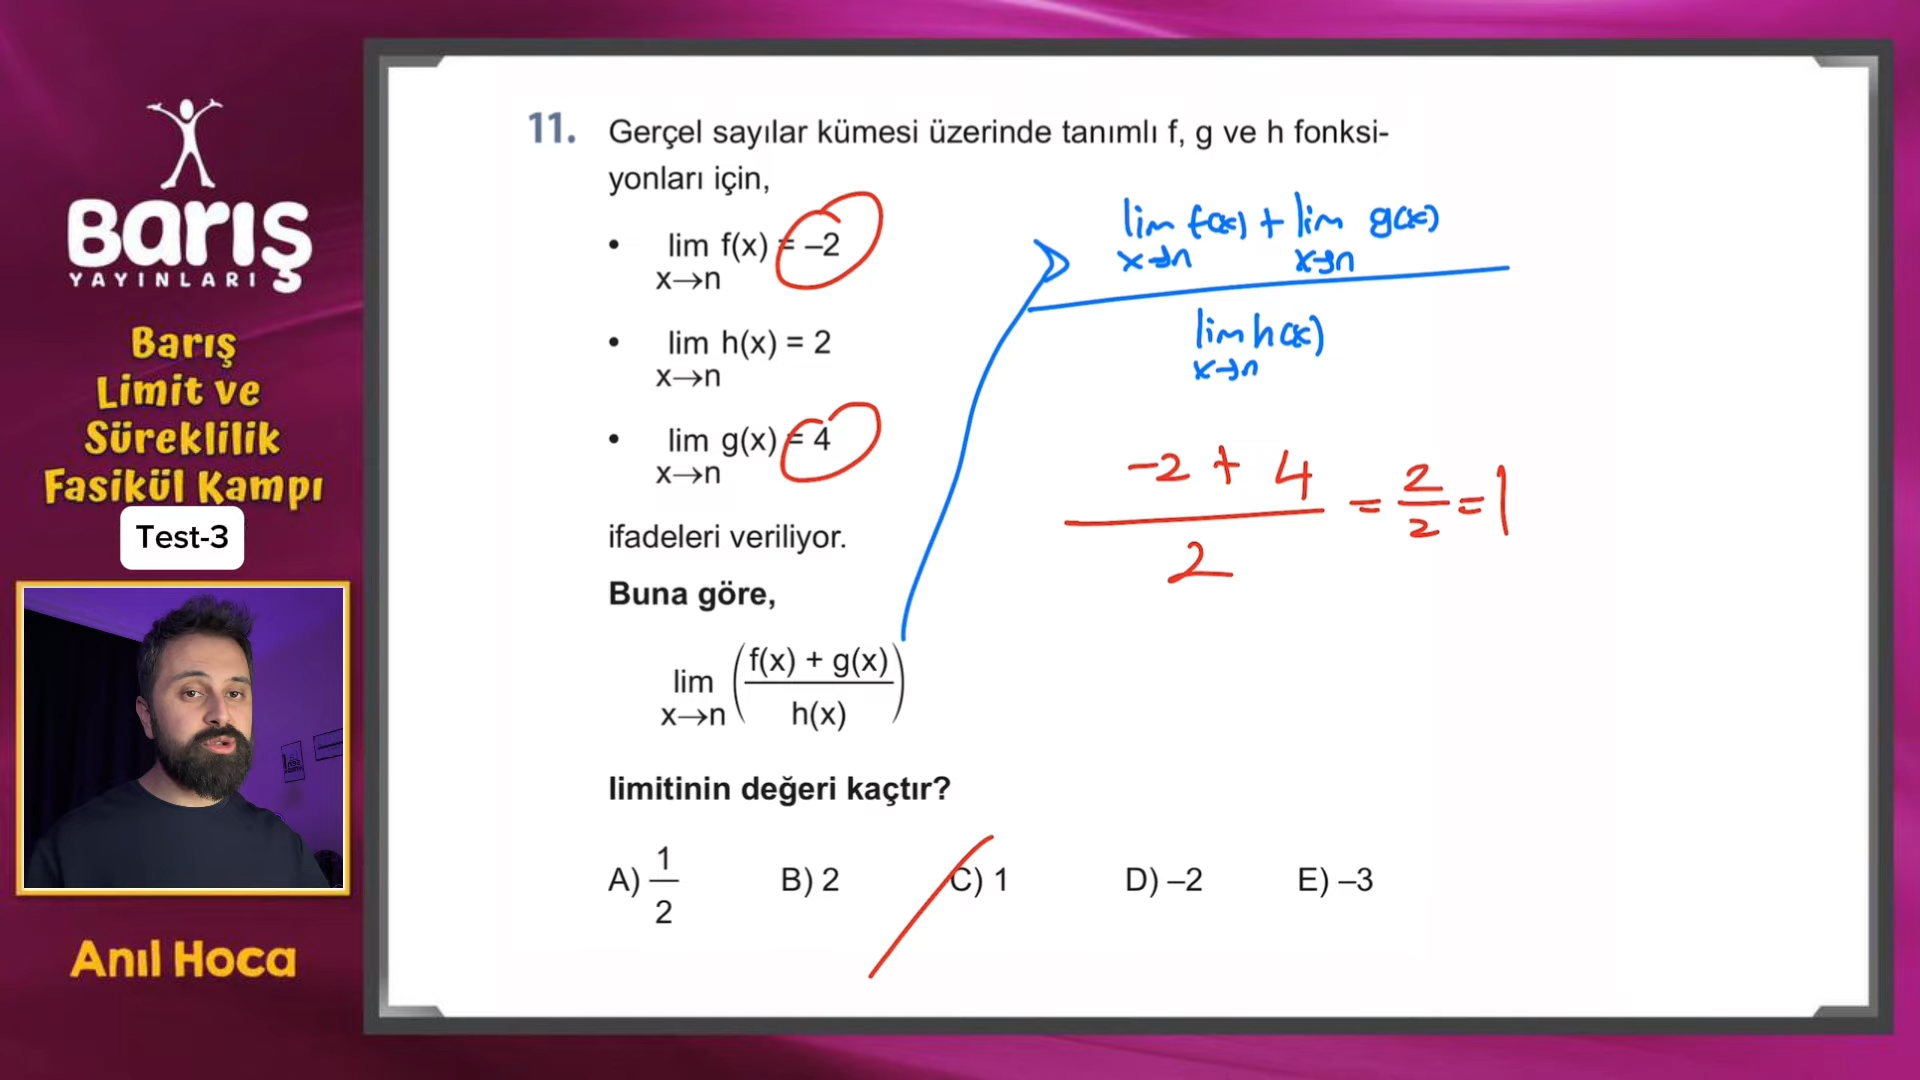 BARIŞ
YAYINLARI
Barış
Limit ve
Süreklilik
Fasikül Kampı
Test-3
Anıl Hoca
11. Gerçel sayılar kümesi üzerinde tanımlı f, g ve h fonksi-
yonları için,
• lim f(x) = –2
x→n
• lim h(x) = 2
x→n
• lim g(x) = 4
x→n
ifadeleri veriliyor.
Buna göre,
lim (f(x) + g(x) / h(x))
x→n
limitinin değeri kaçtır?
A) 1/2 B) 2 C) 1 D) –2 E) –3
lim f(x) + lim g(x)
x→n x→n
lim h(x)
x→n
-2 + 4
2
= 2/2 = 1